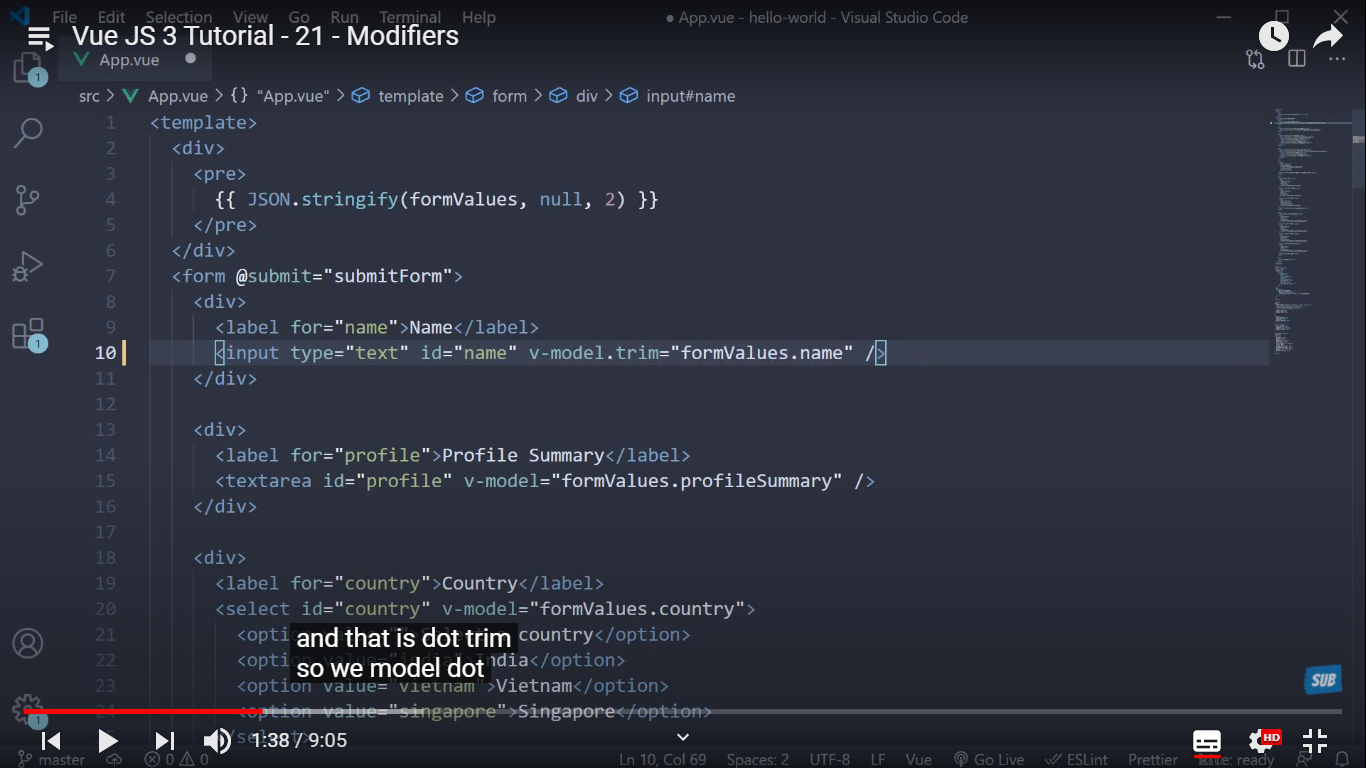 File Edit Selection View Go Run Terminal Help
● App.vue - hello-world - Visual Studio Code
Vue JS 3 Tutorial - 21 - Modifiers
App.vue
1
src > App.vue > {} "App.vue" > template > form > div > input#name
1 <template>
2 <div>
3 <pre>
4 {{ JSON.stringify(formValues, null, 2) }}
5 </pre>
6 </div>
7 <form @submit="submitForm">
8 <div>
9 <label for="name">Name</label>
10 <input type="text" id="name" v-model.trim="formValues.name" />
11 </div>
12
13 <div>
14 <label for="profile">Profile Summary</label>
15 <textarea id="profile" v-model="formValues.profileSummary" />
16 </div>
17
18 <div>
19 <label for="country">Country</label>
20 <select id="country" v-model="formValues.country">
21 <opti country</option>
22 <option value="india">India</option>
23 <option value="vietnam">Vietnam</option>
24 <option value="singapore">Singapore</option>
</select>
1
and that is dot trim
so we model dot
SUB
1
1:38 / 9:05
HD
master 0 0 Ln 10, Col 69 Spaces: 2 UTF-8 LF Vue Go Live ESLint Prettier ready